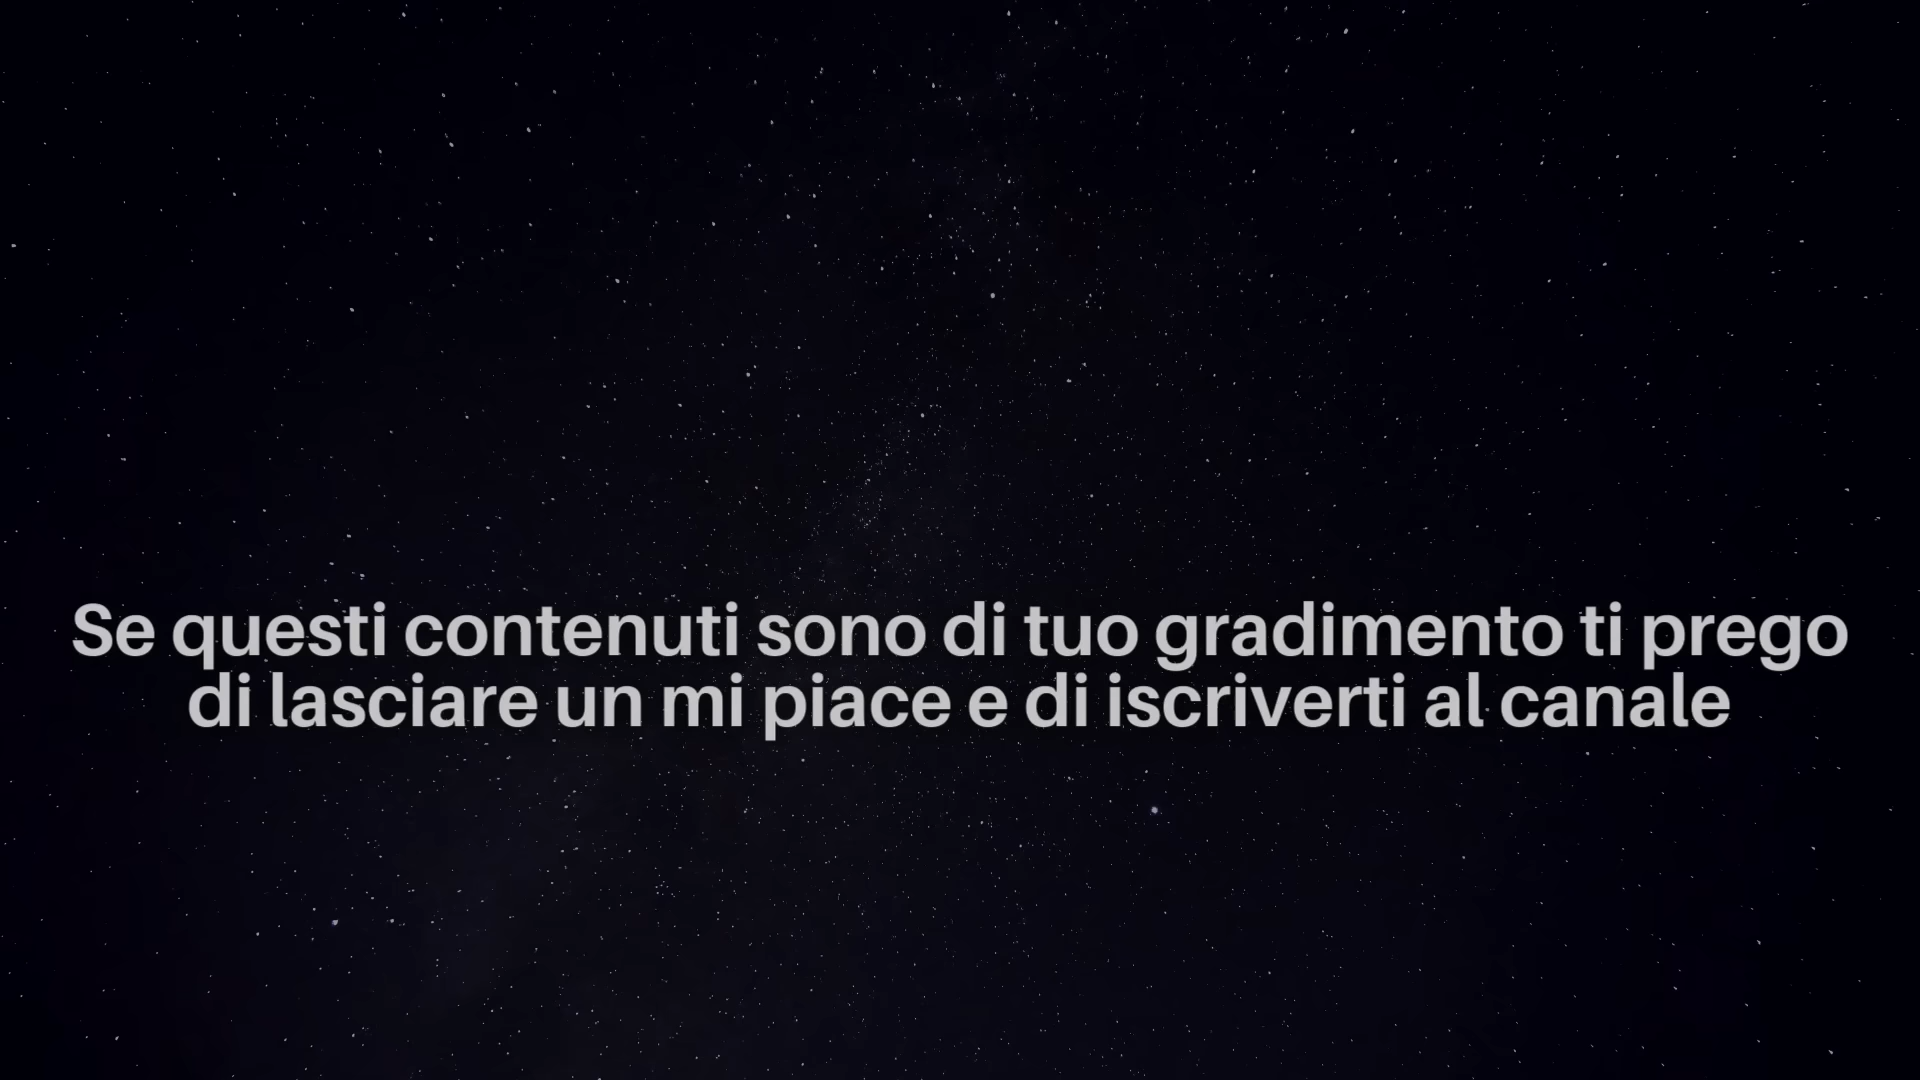 Se questi contenuti sono di tuo gradimento ti prego
di lasciare un mi piace e di iscriverti al canale